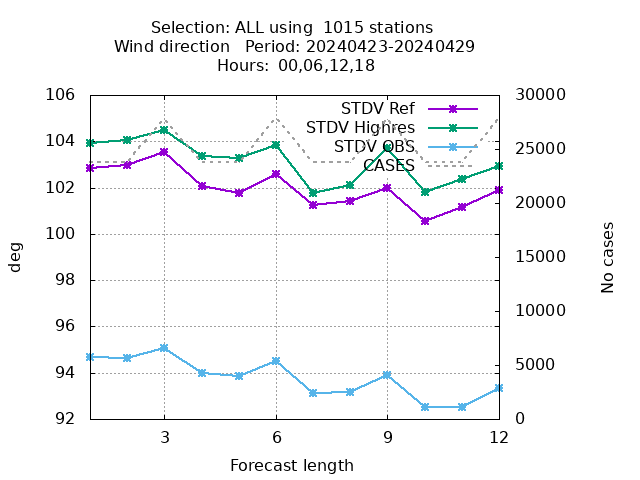 Selection: ALL using  1015 stations
Wind direction   Period: 20240423-20240429
Hours:  00,06,12,18
106
104
102
100
98
96
94
92
30000
25000
20000
15000
10000
5000
0
STDV Ref
STDV Highres
STDV OBS
CASES
deg
No cases
3
6
9
12
Forecast length